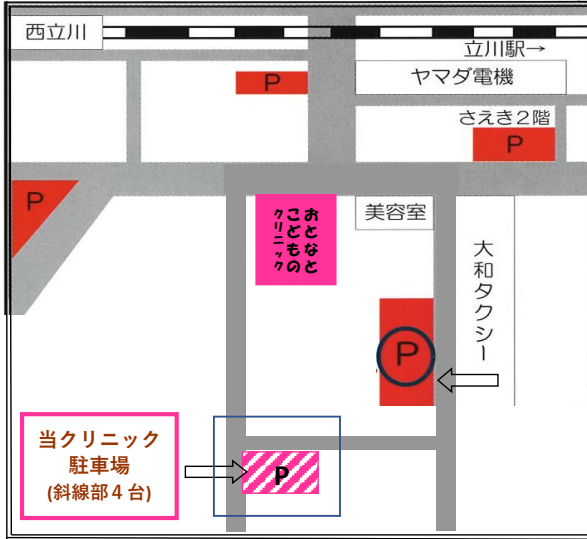 西立川
立川駅→
P
ヤマダ電機
さえき２階
P
P
おとなと
こどもの
クリニック
美容室
大和タクシー
P
当クリニック
駐車場
(斜線部４台)
P